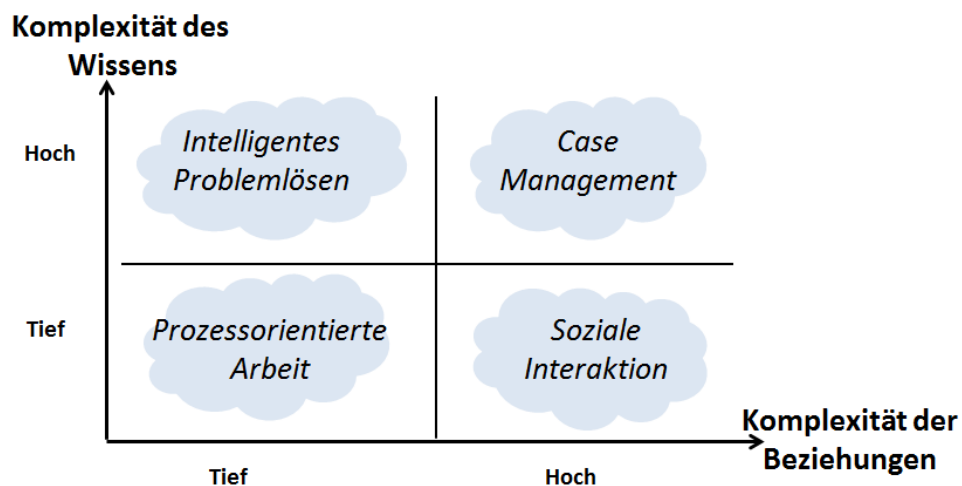 Komplexität des
Wissens
Hoch
Intelligentes
Problemlösen
Case
Management
Tief
Prozessorientierte
Arbeit
Soziale
Interaktion
Komplexität der
Beziehungen
Tief
Hoch